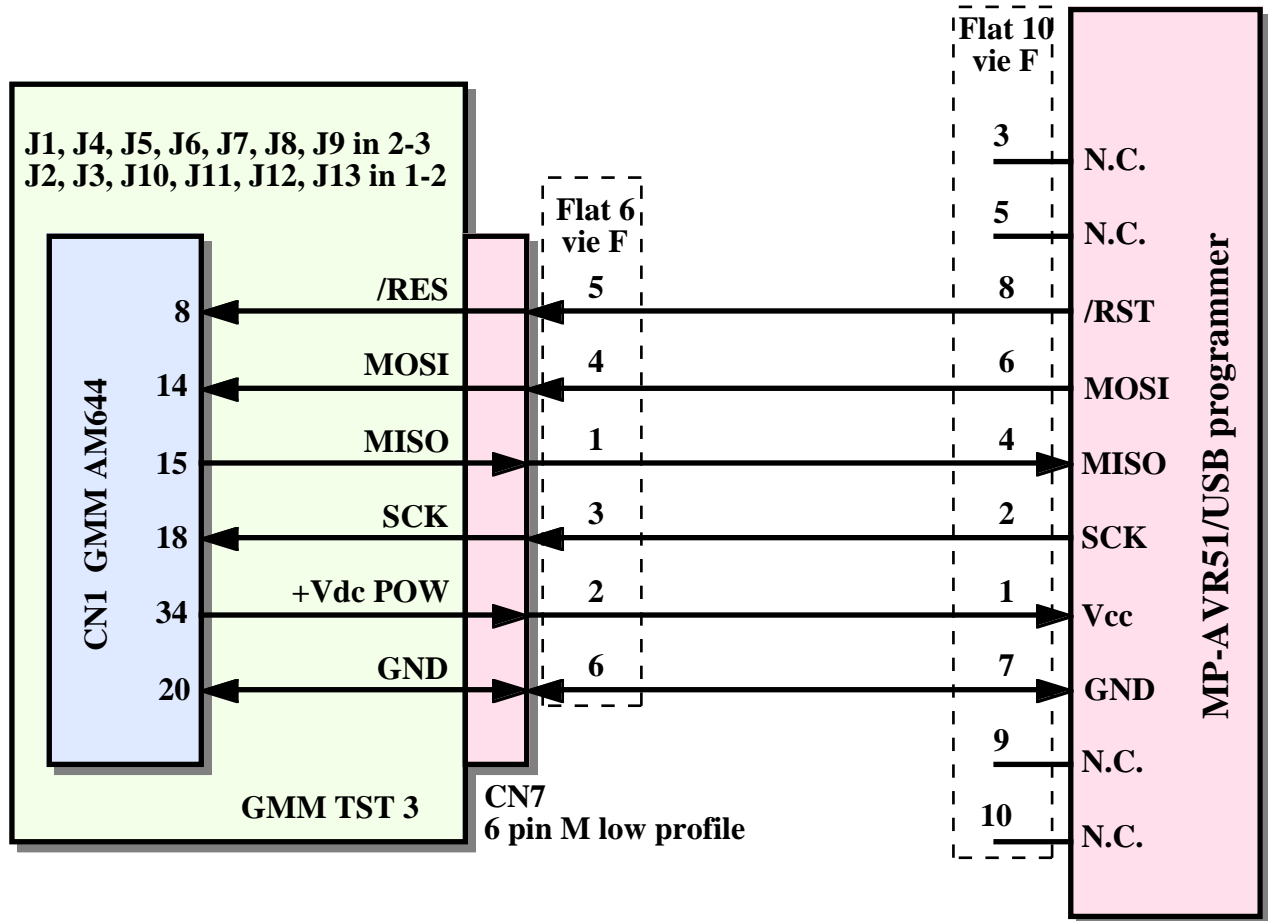 Flat 10
vie F
J1, J4, J5, J6, J7, J8, J9 in 2-3
J2, J3, J10, J11, J12, J13 in 1-2
Flat 6
vie F
3
N.C.
5
N.C.
8
/RES
5
8
/RST
14
MOSI
4
6
MOSI
15
MISO
1
4
MISO
18
SCK
3
2
SCK
34
+Vdc POW
2
1
Vcc
20
GND
6
7
GND
9
N.C.
10
N.C.
CN1 GMM AM644
GMM TST 3
CN7
6 pin M low profile
MP-AVR51/USB programmer